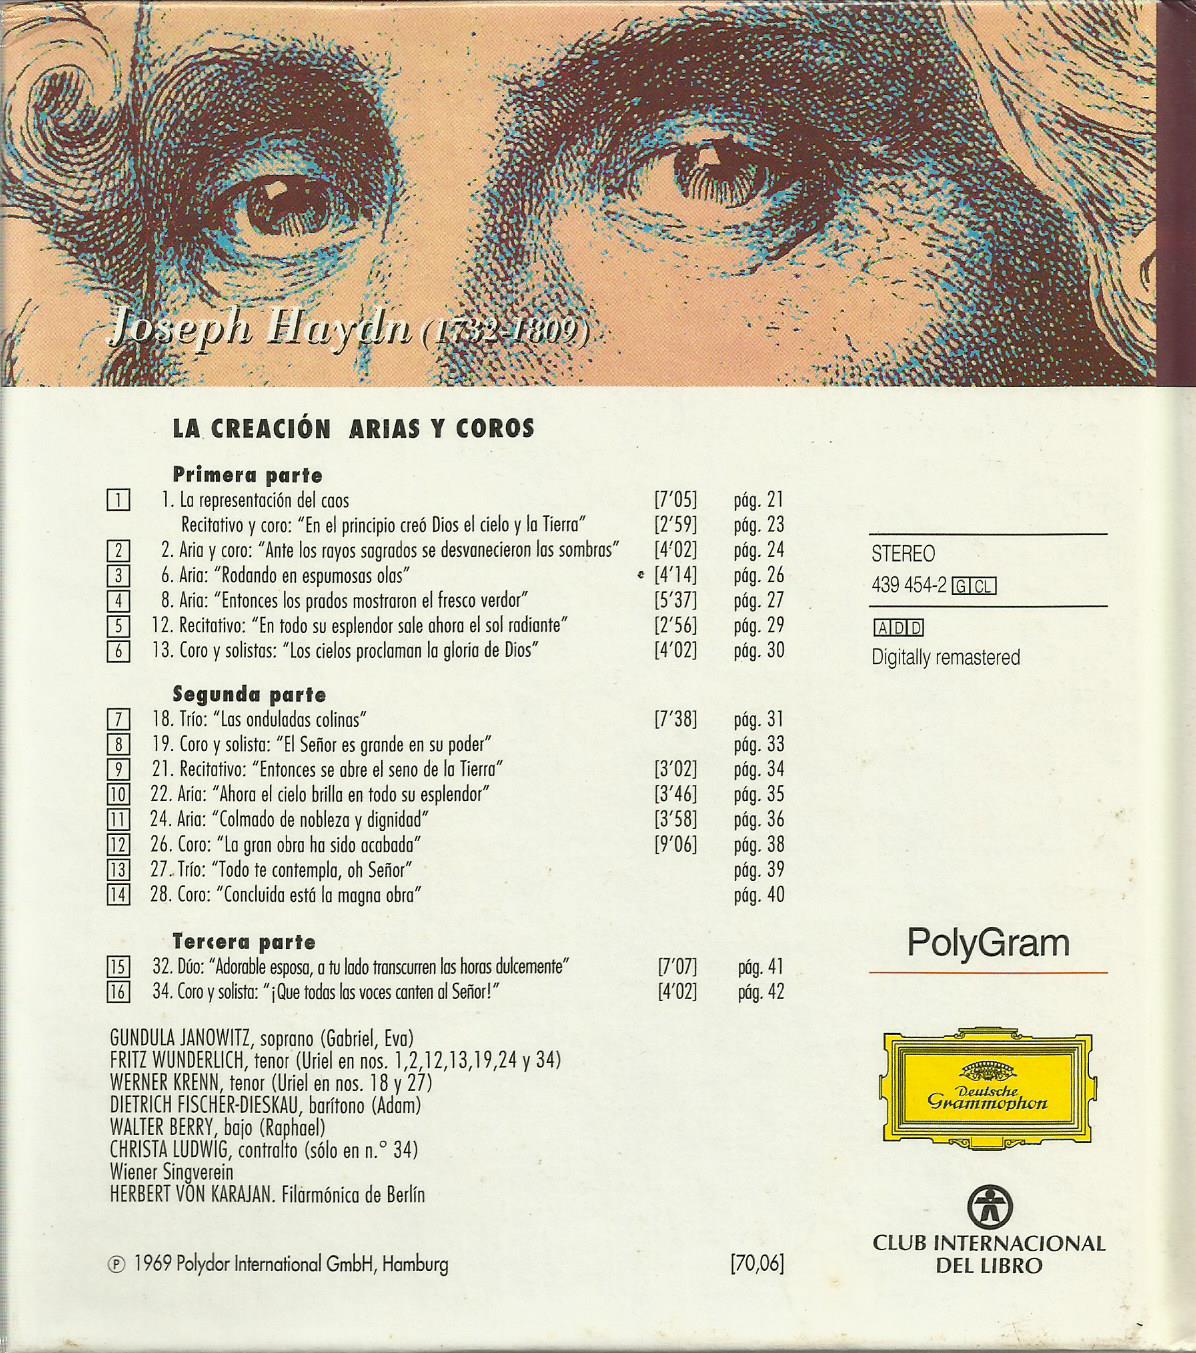 Joseph Haydn (1732-1809)
LA CREACIÓN ARIAS Y COROS
Primera parte
1 1. La representación del caos [7'05] pág. 21
Recitativo y coro: “En el principio creó Dios el cielo y la Tierra” [2'59] pág. 23
2 2. Aria y coro: “Ante los rayos sagrados se desvanecieron las sombras” [4'02] pág. 24
3 6. Aria: “Rodando en espumosas olas” [4'14] pág. 26
4 8. Aria: “Entonces los prados mostraron el fresco verdor” [5'37] pág. 27
5 12. Recitativo: “En todo su esplendor sale ahora el sol radiante” [2'56] pág. 29
6 13. Coro y solistas: “Los cielos proclaman la gloria de Dios” [4'02] pág. 30
Segunda parte
7 18. Trío: “Las onduladas colinas” [7'38] pág. 31
8 19. Coro y solista: “El Señor es grande en su poder” pág. 33
9 21. Recitativo: “Entonces se abre el seno de la Tierra” [3'02] pág. 34
10 22. Aria: “Ahora el cielo brilla en todo su esplendor” [3'46] pág. 35
11 24. Aria: “Colmado de nobleza y dignidad” [3'58] pág. 36
12 26. Coro: “La gran obra ha sido acabada” [9'06] pág. 38
13 27. Trío: “Todo te contempla, oh Señor” pág. 39
14 28. Coro: “Concluida está la magna obra” pág. 40
Tercera parte
15 32. Dúo: “Adorable esposa, a tu lado transcurren las horas dulcemente” [7'07] pág. 41
16 34. Coro y solista: “¡Que todas las voces canten al Señor!” [4'02] pág. 42
GUNDULA JANOWITZ, soprano (Gabriel, Eva)
FRITZ WUNDERLICH, tenor (Uriel en nos. 1,2,12,13,19,24 y 34)
WERNER KRENN, tenor (Uriel en nos. 18 y 27)
DIETRICH FISCHER-DIESKAU, barítono (Adam)
WALTER BERRY, bajo (Raphael)
CHRISTA LUDWIG, contralto (sólo en n.° 34)
Wiener Singverein
HERBERT VON KARAJAN. Filarmónica de Berlín
℗ 1969 Polydor International GmbH, Hamburg [70,06]
STEREO
439 454-2 GCL
ADD
Digitally remastered
PolyGram
Deutsche
Grammophon
CLUB INTERNACIONAL
DEL LIBRO